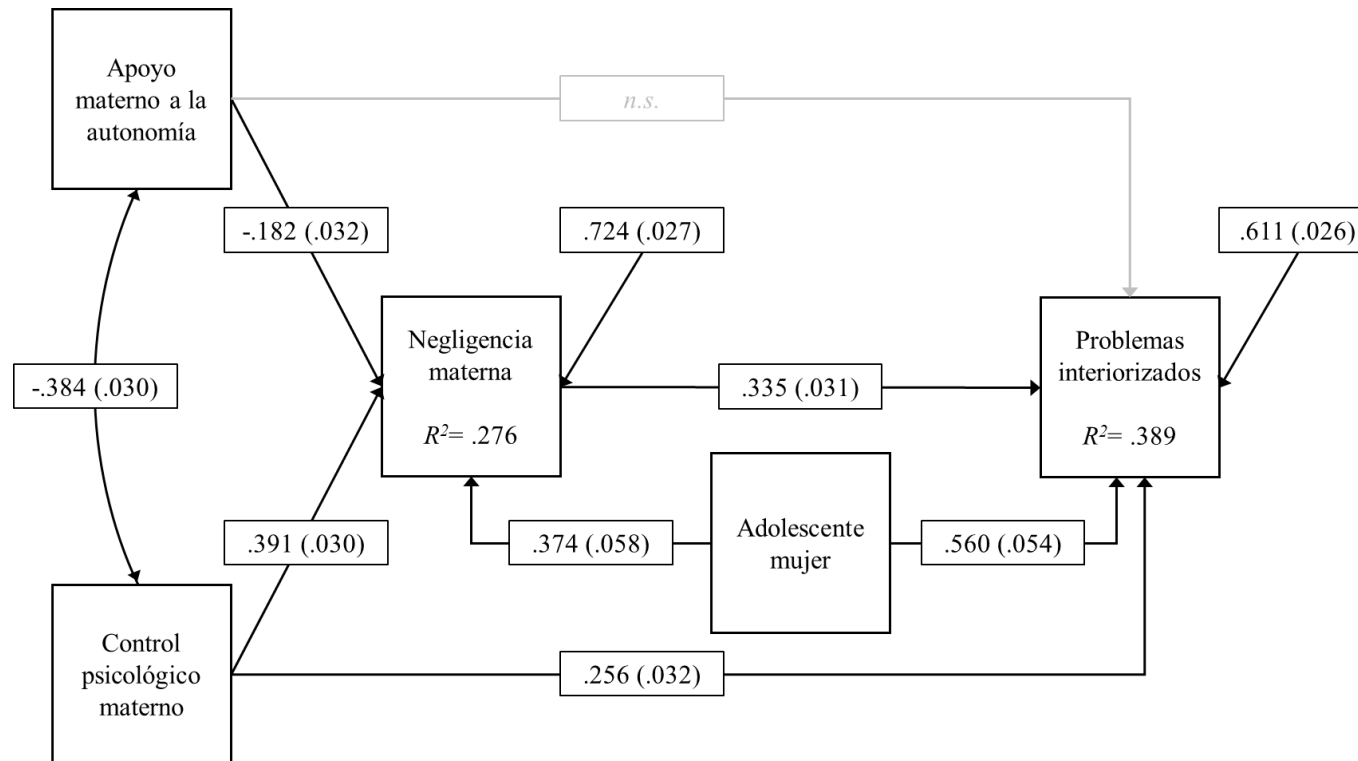 Apoyo
materno a la
autonomía
n.s.
-.182 (.032)
.724 (.027)
.611 (.026)
Negligencia
materna
R²= .276
Problemas
interiorizados
R²= .389
-.384 (.030)
.335 (.031)
.391 (.030)
.374 (.058)
Adolescente
mujer
.560 (.054)
Control
psicológico
materno
.256 (.032)